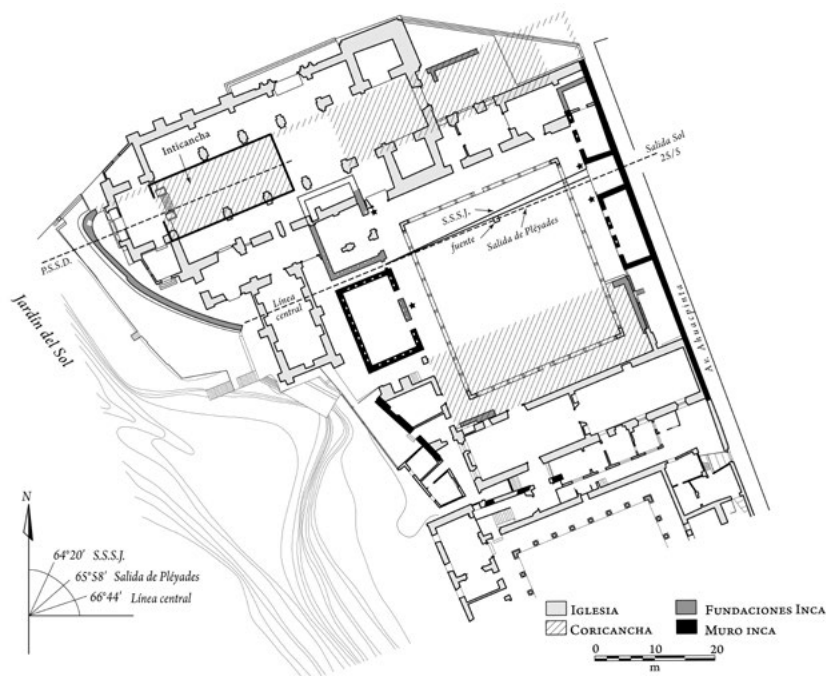 Inticancha
Salida Sol
25/5
S.S.S.J.
fuente
Salida de Pléyades
P.S.S.D.
Línea
central
Jardín del Sol
Av. Ahuacpinta
N
64°20' S.S.S.J.
65°58' Salida de Pléyades
66°44' Línea central
IGLESIA
FUNDACIONES INCA
CORICANCHA
MURO INCA
0 10 20
m